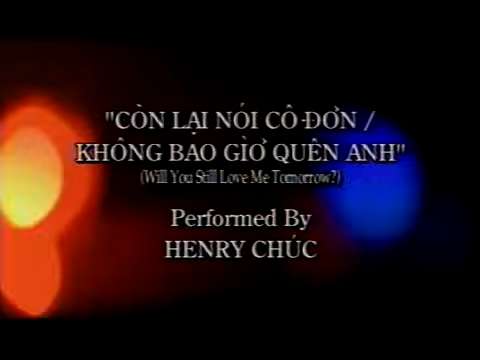 "CÒN LẠI NÓI CÔ ĐƠN /
KHÔNG BAO GIỜ QUÊN ANH"
(Will You Still Love Me Tomorrow?)
Performed By
HENRY CHÚC